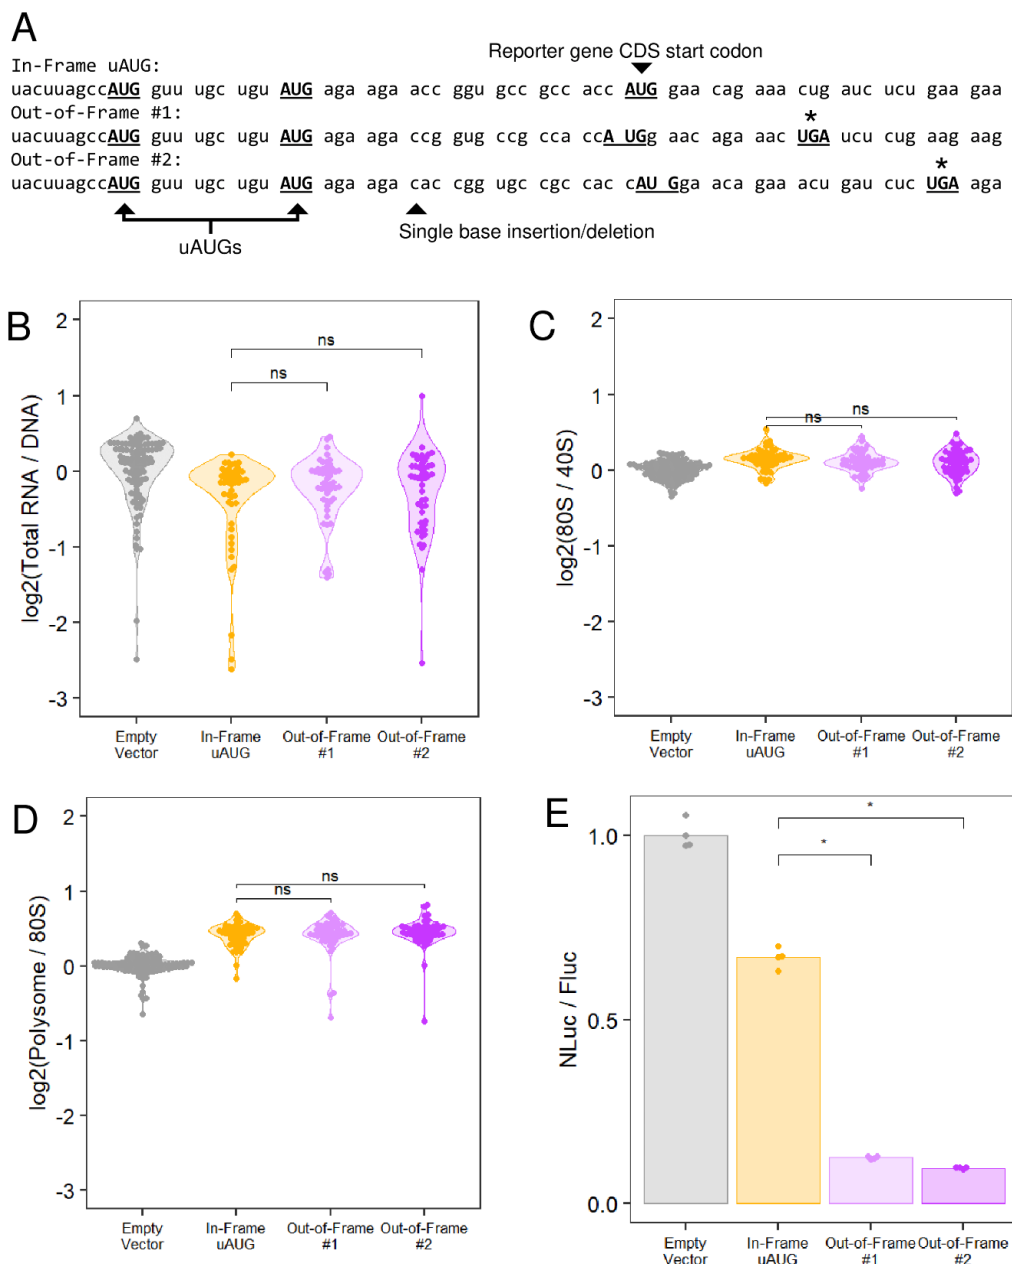 A
Reporter gene CDS start codon
In-Frame uAUG:
uacuuagccAUG guu ugc ugu AUG aga aga acc ggu gcc gcc acc AUG gaa cag aaa cug auc ucu gaa gaa
Out-of-Frame #1:
*
uacuuagccAUG guu ugc ugu AUG aga aga ccg gug ccg cca ccA UGg aac aga aac UGA ucu cug aag aag
Out-of-Frame #2:
*
uacuuagccAUG guu ugc ugu AUG aga aga cac cgg ugc cgc cac cAU Gga aca gaa acu gau cuc UGA aga
uAUGs
Single base insertion/deletion
B
log2(Total RNA / DNA)
2
1
0
-1
-2
-3
ns
ns
Empty Vector
In-Frame uAUG
Out-of-Frame #1
Out-of-Frame #2
C
log2(80S / 40S)
2
1
0
-1
-2
-3
ns
ns
Empty Vector
In-Frame uAUG
Out-of-Frame #1
Out-of-Frame #2
D
log2(Polysome / 80S)
2
1
0
-1
-2
-3
ns
ns
Empty Vector
In-Frame uAUG
Out-of-Frame #1
Out-of-Frame #2
E
NLuc / Fluc
1.0
0.5
0.0
*
*
Empty Vector
In-Frame uAUG
Out-of-Frame #1
Out-of-Frame #2